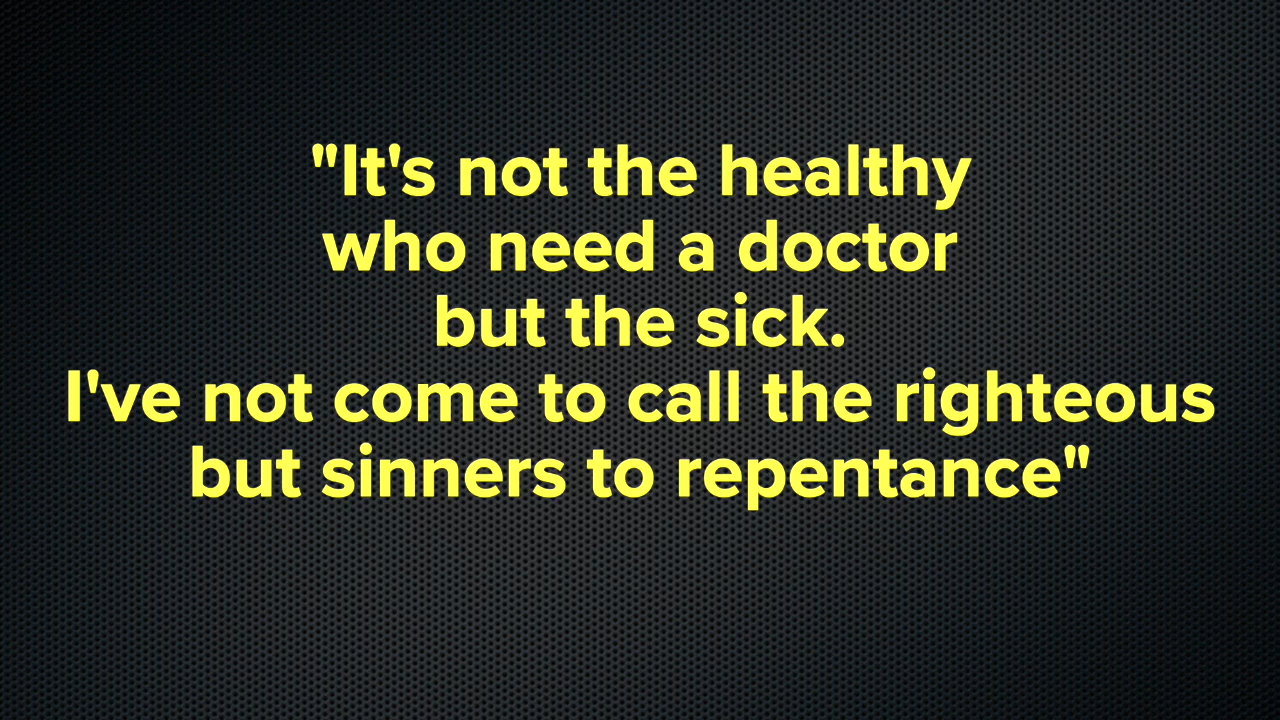 "It's not the healthy
who need a doctor
but the sick.
I've not come to call the righteous
but sinners to repentance"